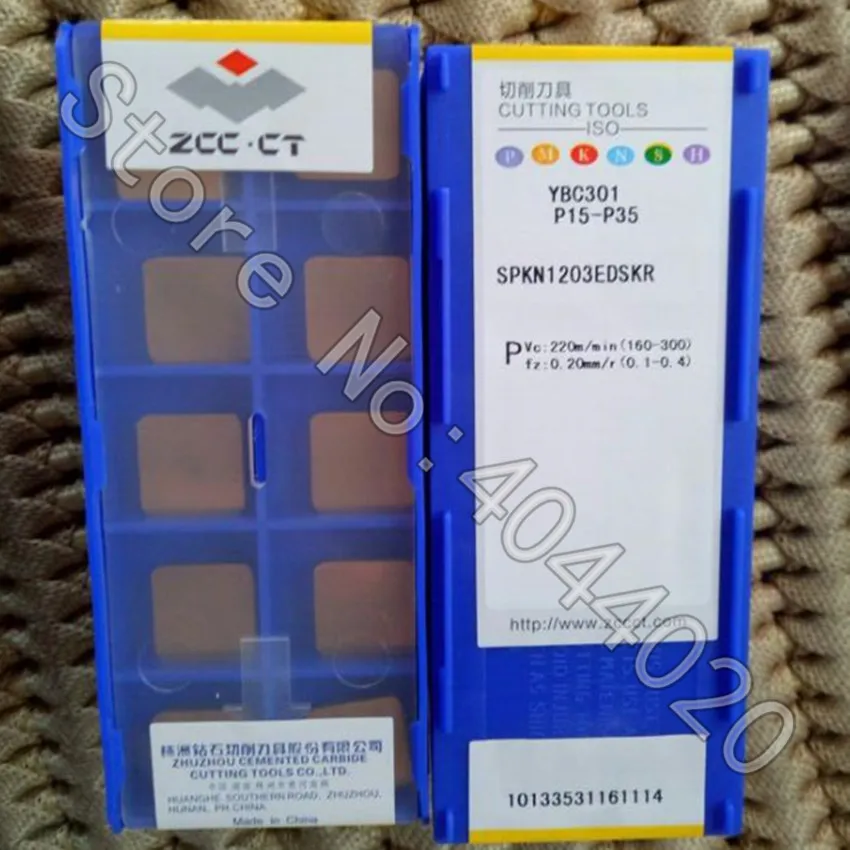 ZCC·CT
株洲钻石切削刀具股份有限公司
ZHUZHOU CEMENTED CARBIDE
CUTTING TOOLS CO.,LTD.
HUANGHE SOUTHERN ROAD, ZHUZHOU,
HUNAN, PR.CHINA
Made in China
切削刀具
CUTTING TOOLS
ISO
P M K N S H
YBC301
P15-P35
SPKN1203EDSKR
P Vc:220m/min(160-300)
fz:0.20mm/r(0.1-0.4)
http://www.zccct.com
10133531161114
Store No.: 4044020